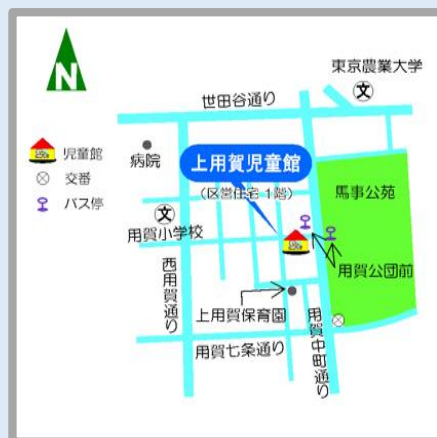 N
東京農業大学
文
世田谷通り
児童館
交番
バス停
病院
上用賀児童館
(区営住宅 1階)
馬事公苑
文
用賀小学校
西用賀通り
用賀公団前
上用賀保育園
用賀七条通り
用賀中町通り